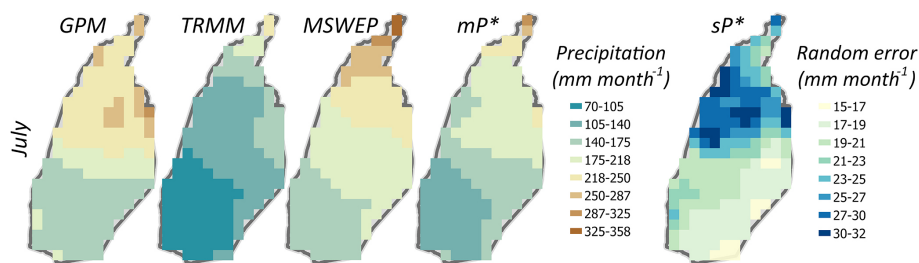 GPM TRMM MSWEP mP* sP*
Precipitation
(mm month-1)
Random error
(mm month-1)
July
70-105
105-140
140-175
175-218
218-250
250-287
287-325
325-358
15-17
17-19
19-21
21-23
23-25
25-27
27-30
30-32